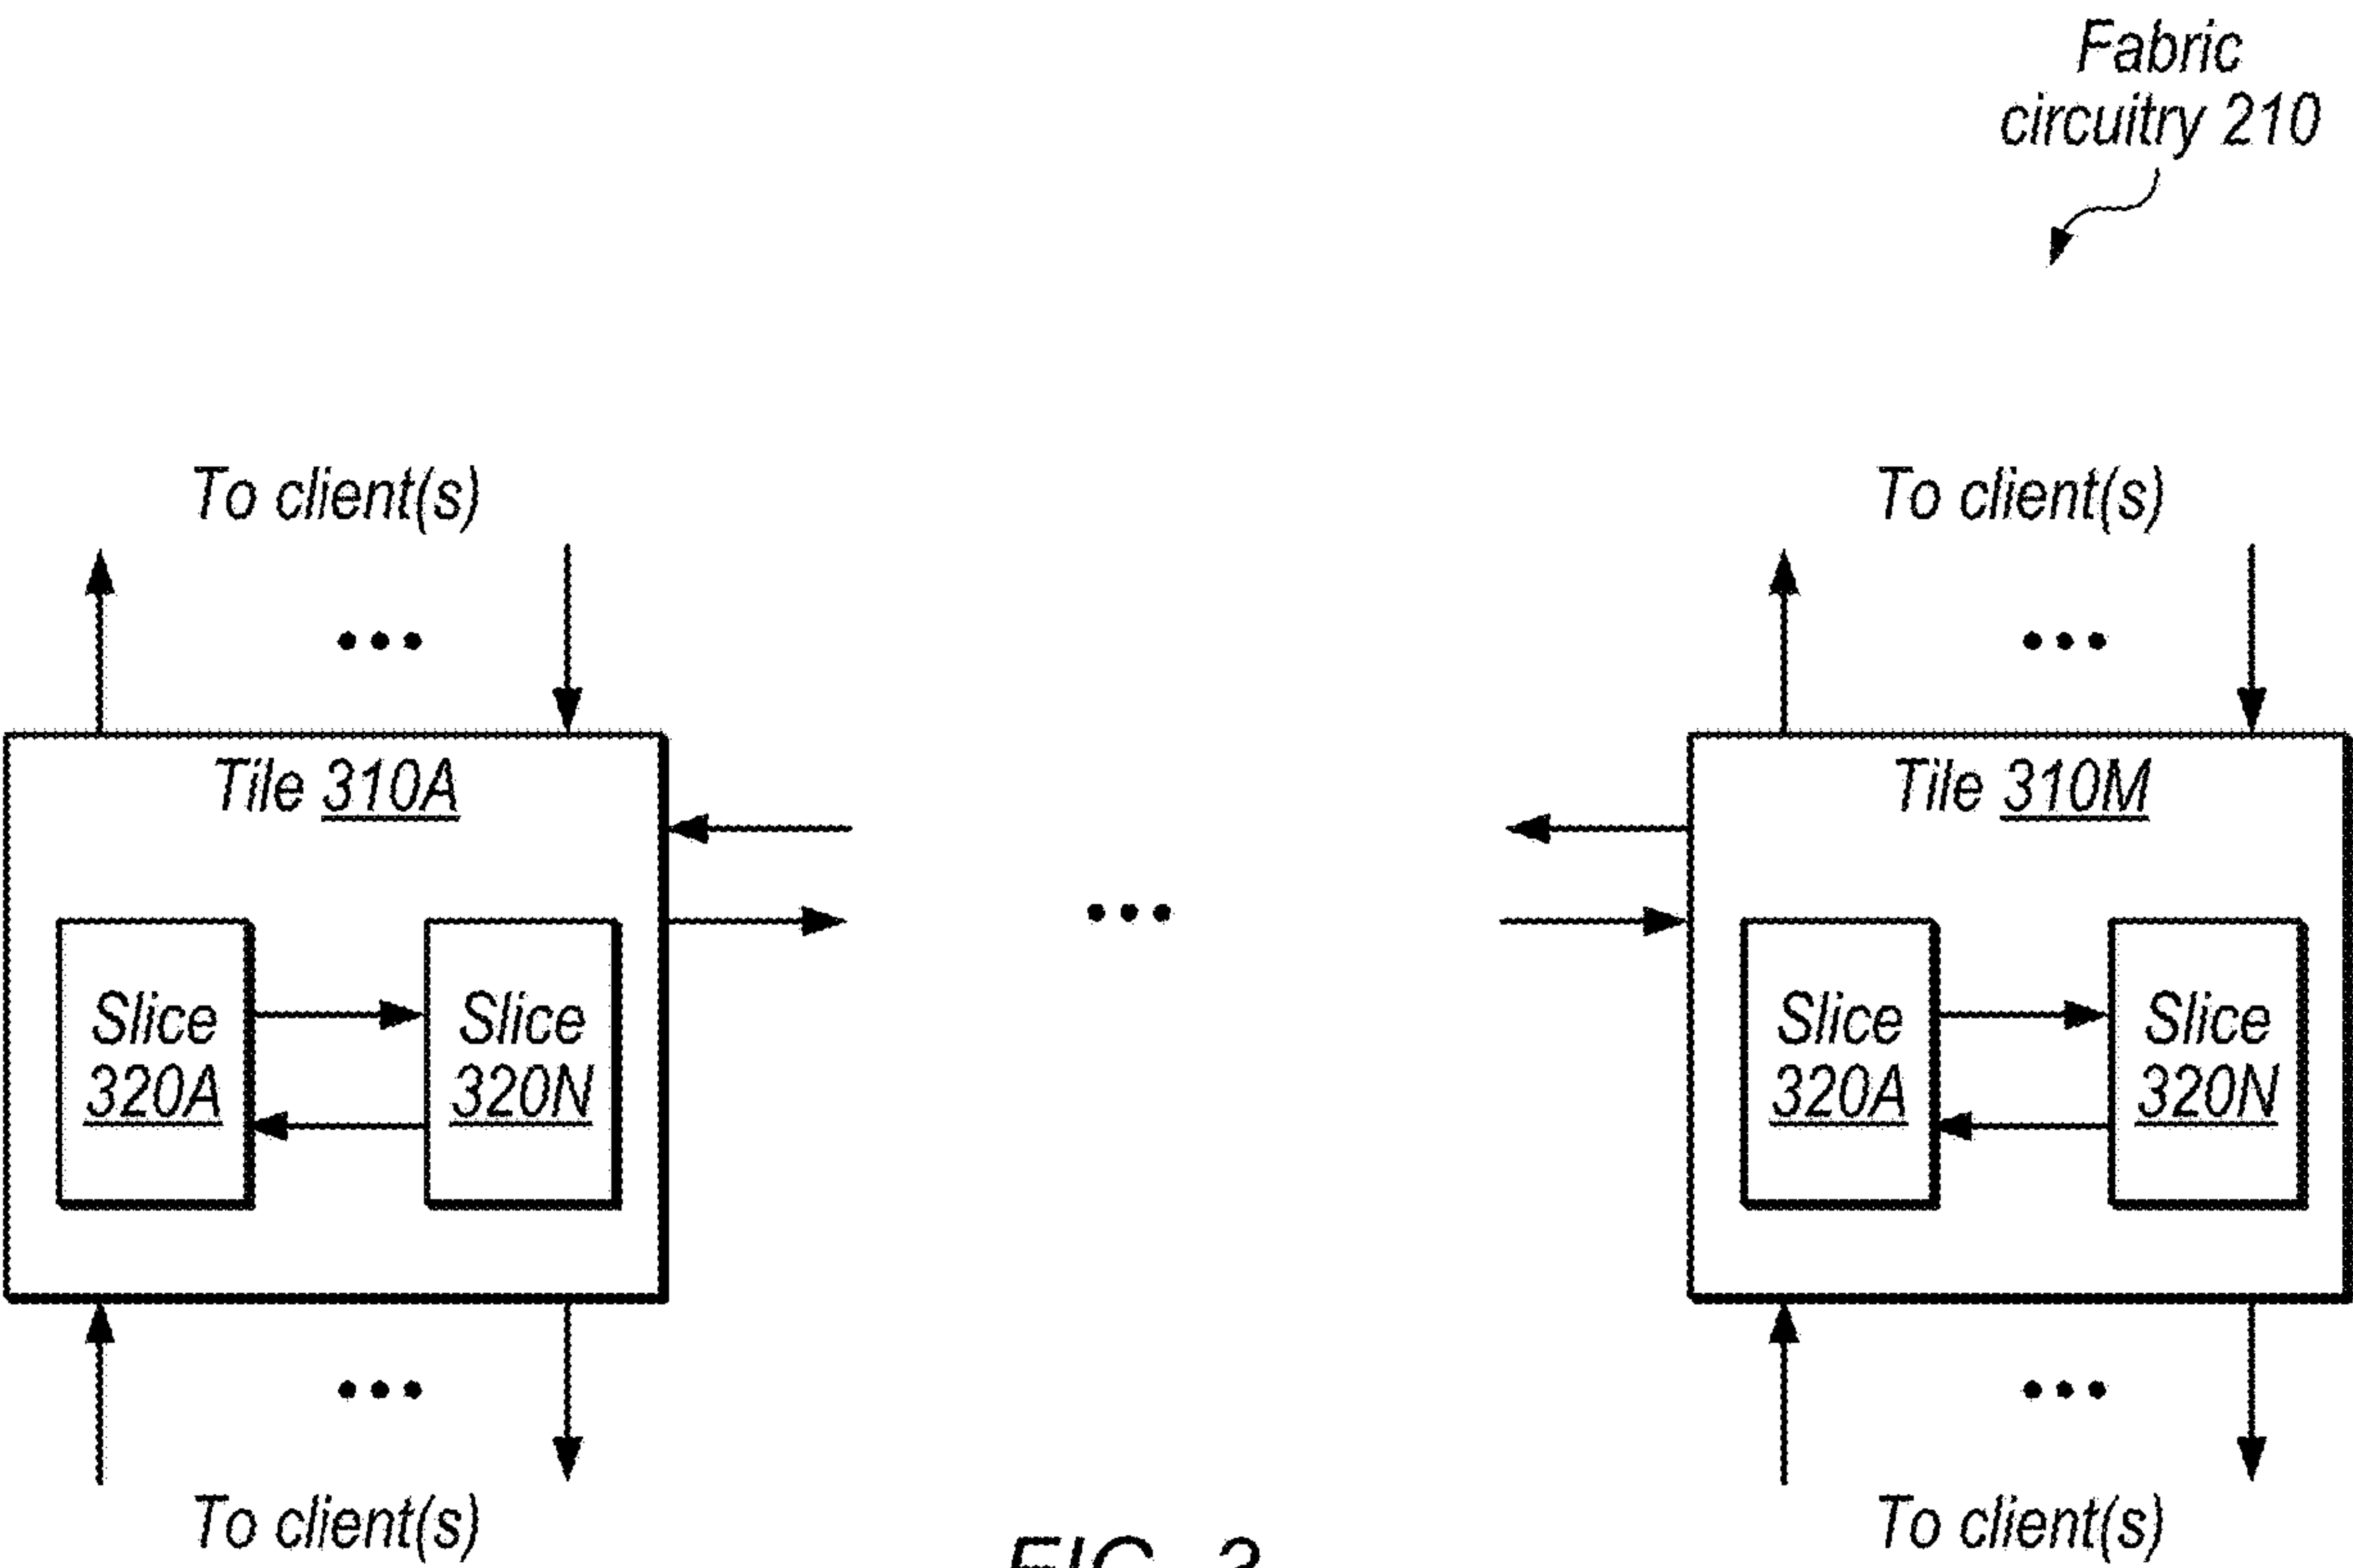 Fabric
circuitry 210
To client(s)
To client(s)
Tile 310A
Tile 310M
Slice
320A
Slice
320N
Slice
320A
Slice
320N
To client(s)
To client(s)
FIG.